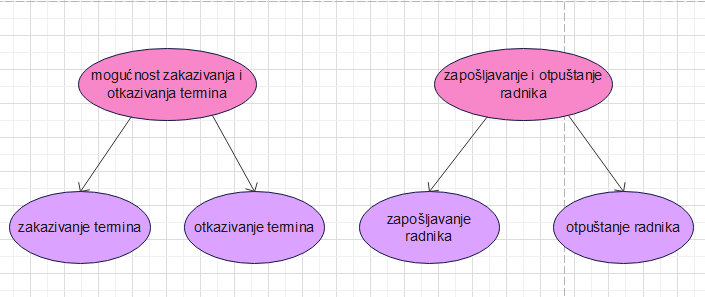 mogućnost zakazivanja i
otkazivanja termina
zapošljavanje i otpuštanje
radnika
zakazivanje termina
otkazivanje termina
zapošljavanje
radnika
otpuštanje radnika